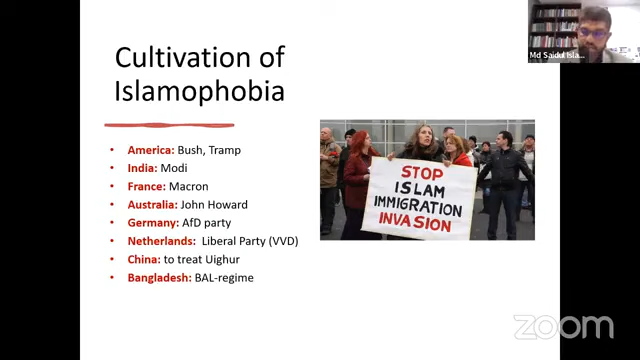 Cultivation of
Islamophobia
America: Bush, Tramp
India: Modi
France: Macron
Australia: John Howard
Germany: AfD party
Netherlands: Liberal Party (VVD)
China: to treat Uighur
Bangladesh: BAL-regime
STOP
ISLAM
IMMIGRATION
INVASION
Md Saidul Isla...
zoom